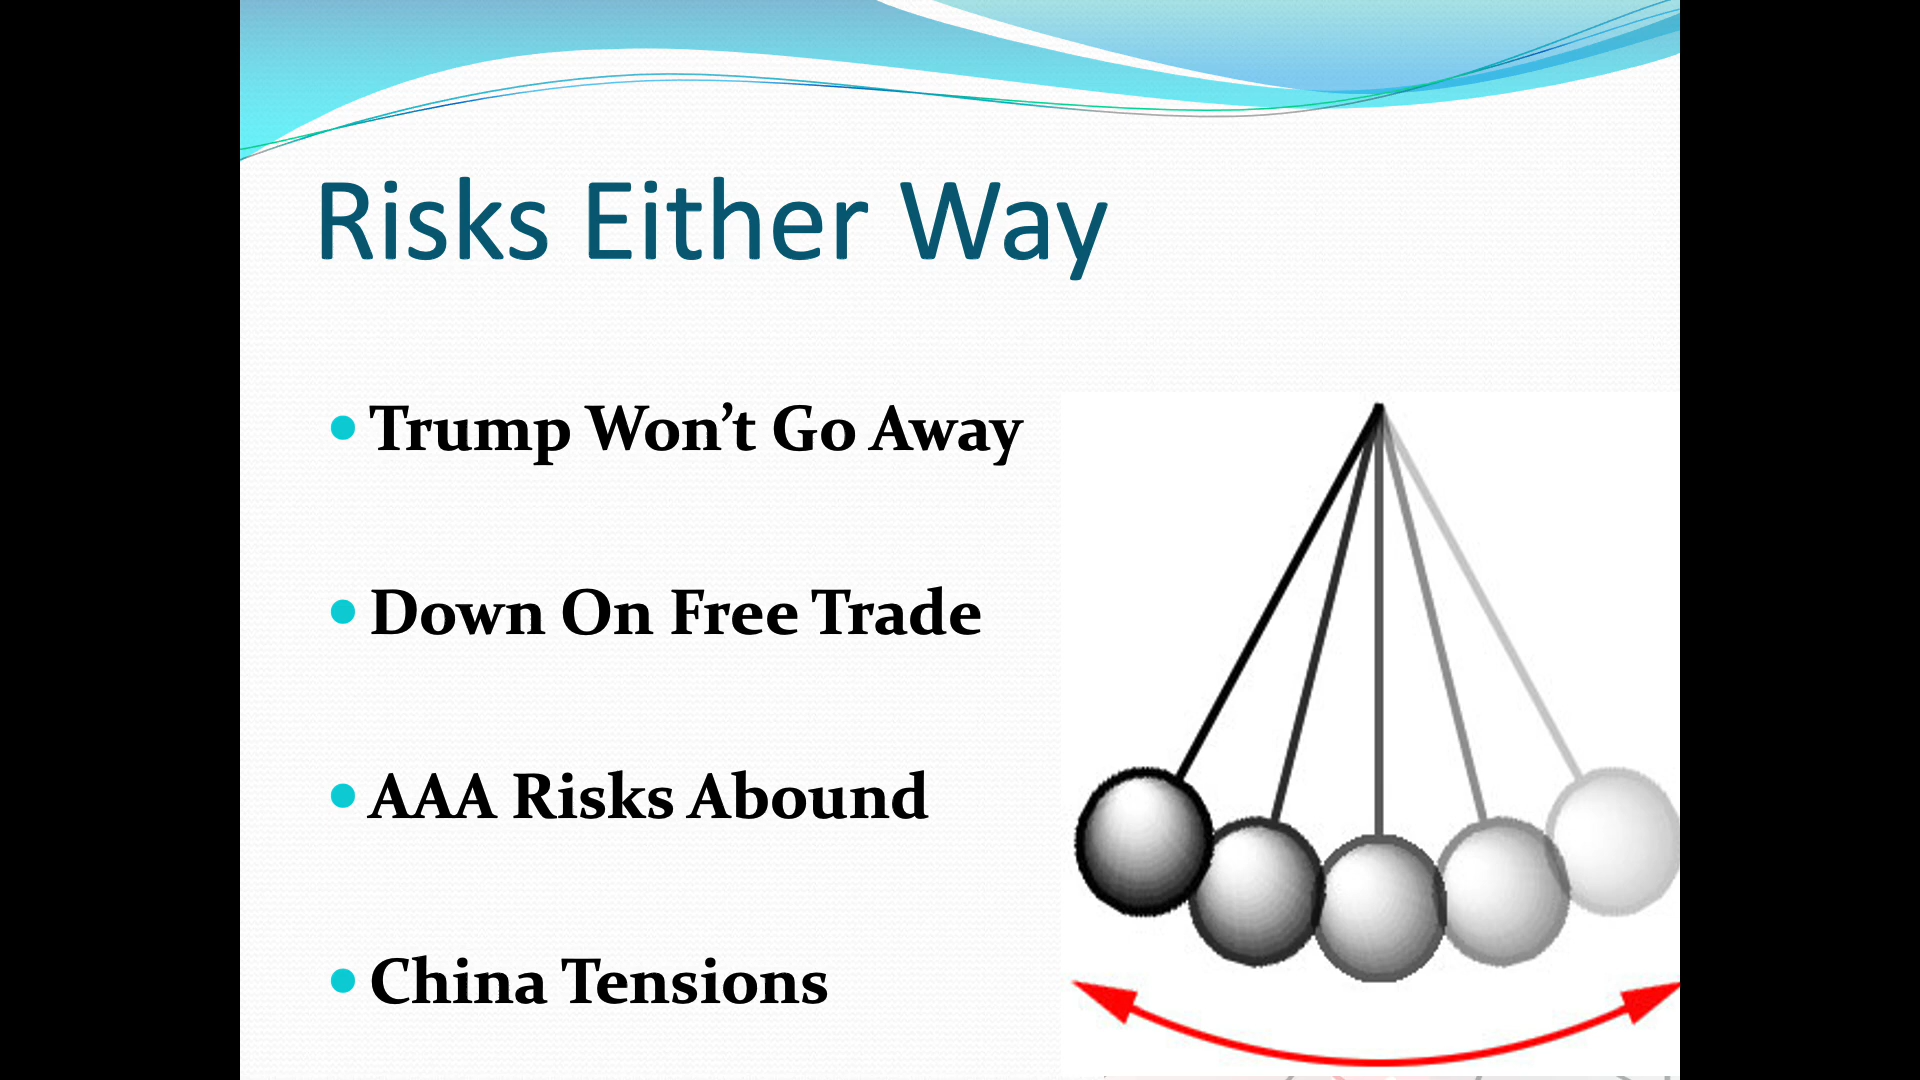 Risks Either Way
Trump Won’t Go Away
Down On Free Trade
AAA Risks Abound
China Tensions